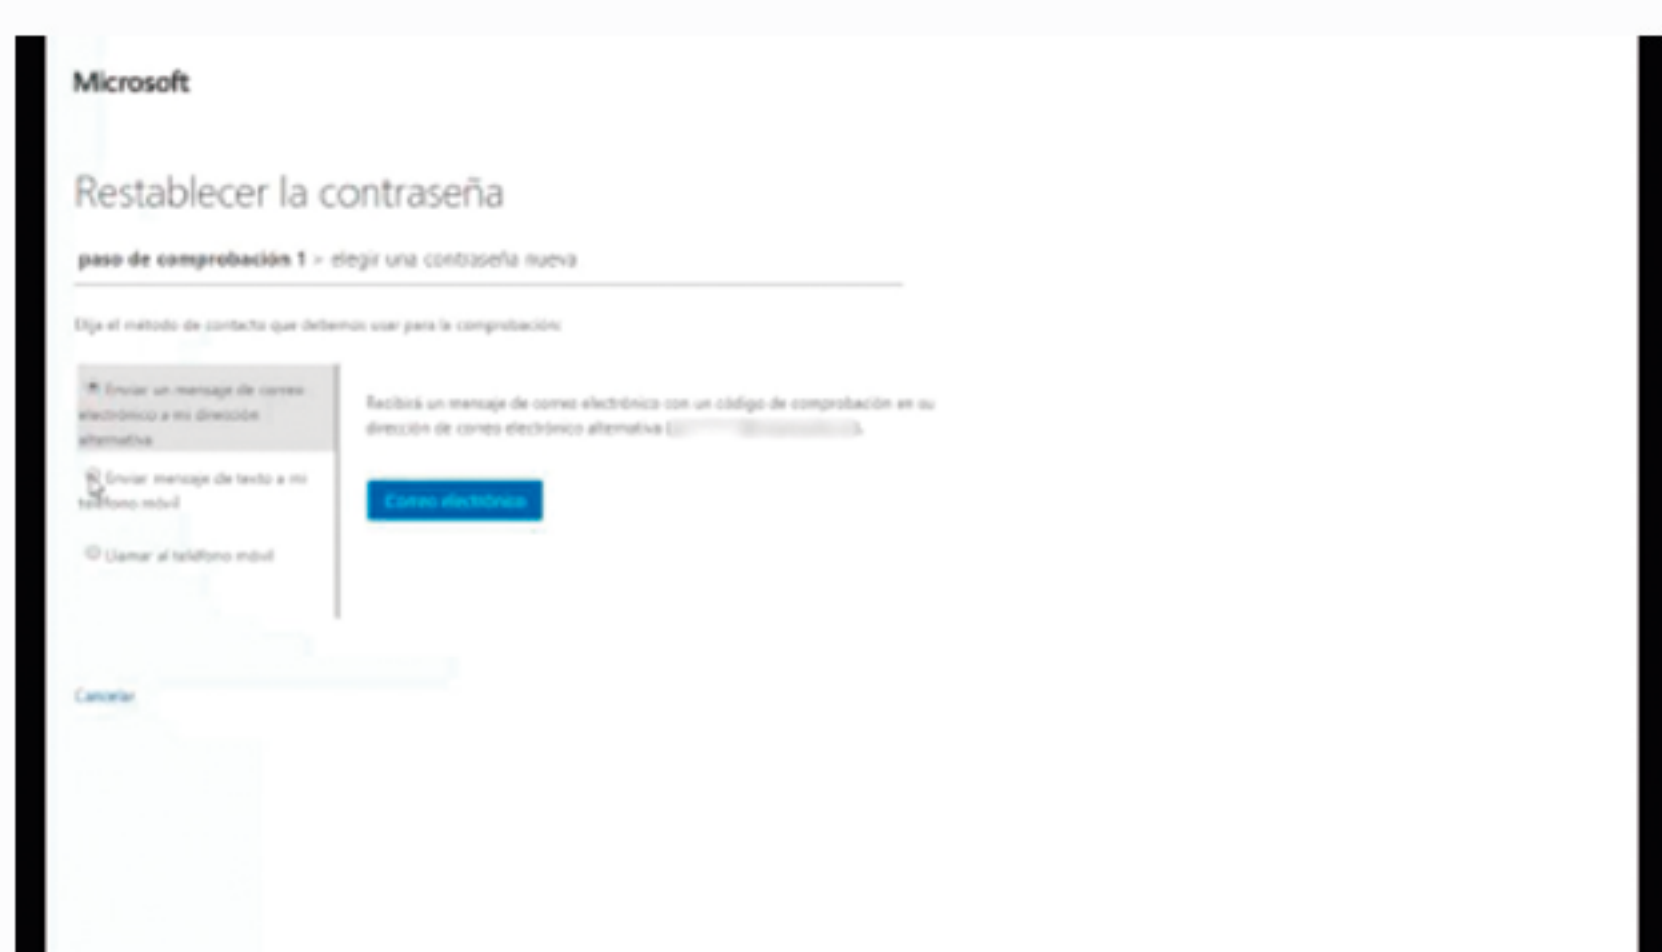 Microsoft
Restablecer la contraseña
paso de comprobación 1 > elegir una contraseña nueva
Elija el método de contacto que debemos usar para la comprobación:
Enviar un mensaje de correo
electrónico a mi dirección
alternativa
Enviar mensaje de texto a mi
teléfono móvil
Llamar al teléfono móvil
Recibirá un mensaje de correo electrónico con un código de comprobación en su
dirección de correo electrónico alternativa (
Correo electrónico
Cancelar